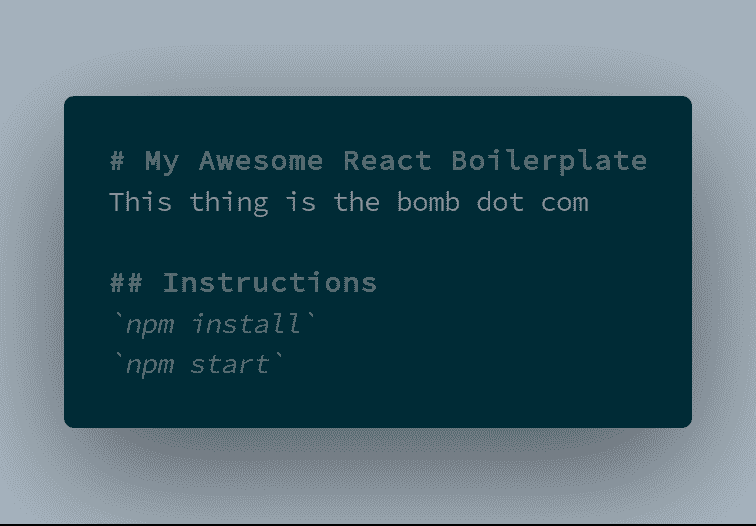 # My Awesome React Boilerplate
This thing is the bomb dot com
## Instructions
`npm install`
`npm start`